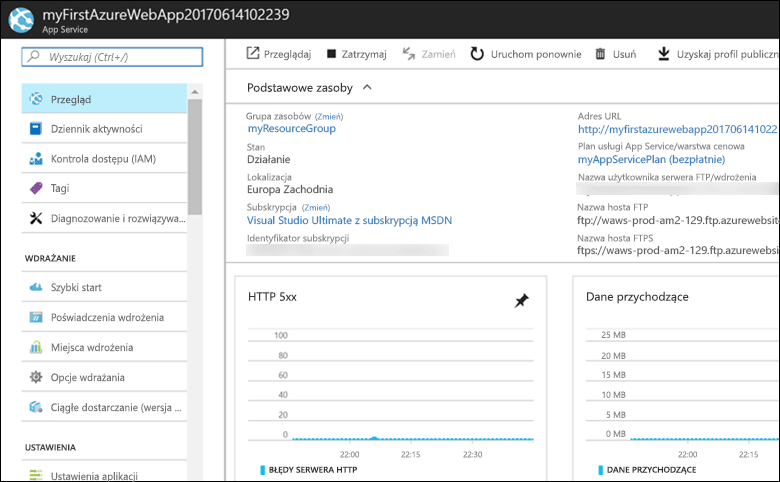 myFirstAzureWebApp20170614102239
App Service
Wyszukaj (Ctrl+/)
Przegląd
Dziennik aktywności
Kontrola dostępu (IAM)
Tagi
Diagnozowanie i rozwiązywa...
WDRAŻANIE
Szybki start
Poświadczenia wdrożenia
Miejsca wdrożenia
Opcje wdrażania
Ciągłe dostarczanie (wersja ...
USTAWIENIA
Ustawienia aplikacji
Przeglądaj
Zatrzymaj
Zamień
Uruchom ponownie
Usuń
Uzyskaj profil publiczn
Podstawowe zasoby
Grupa zasobów (Zmień)
myResourceGroup
Stan
Działanie
Lokalizacja
Europa Zachodnia
Subskrypcja (Zmień)
Visual Studio Ultimate z subskrypcją MSDN
Identyfikator subskrypcji
Adres URL
http://myfirstazurewebapp201706141022
Plan usługi App Service/warstwa cenowa
myAppServicePlan (bezpłatnie)
Nazwa użytkownika serwera FTP/wdrożenia
Nazwa hosta FTP
ftp://waws-prod-am2-129.ftp.azurewebsit
Nazwa hosta FTPS
ftps://waws-prod-am2-129.ftp.azurewebs
HTTP 5xx
100
80
60
40
20
0
22:00
22:15
22:30
BŁĘDY SERWERA HTTP
Dane przychodzące
25 MB
20 MB
15 MB
10 MB
5 MB
0 MB
22:00
22:15
DANE PRZYCHODZĄCE